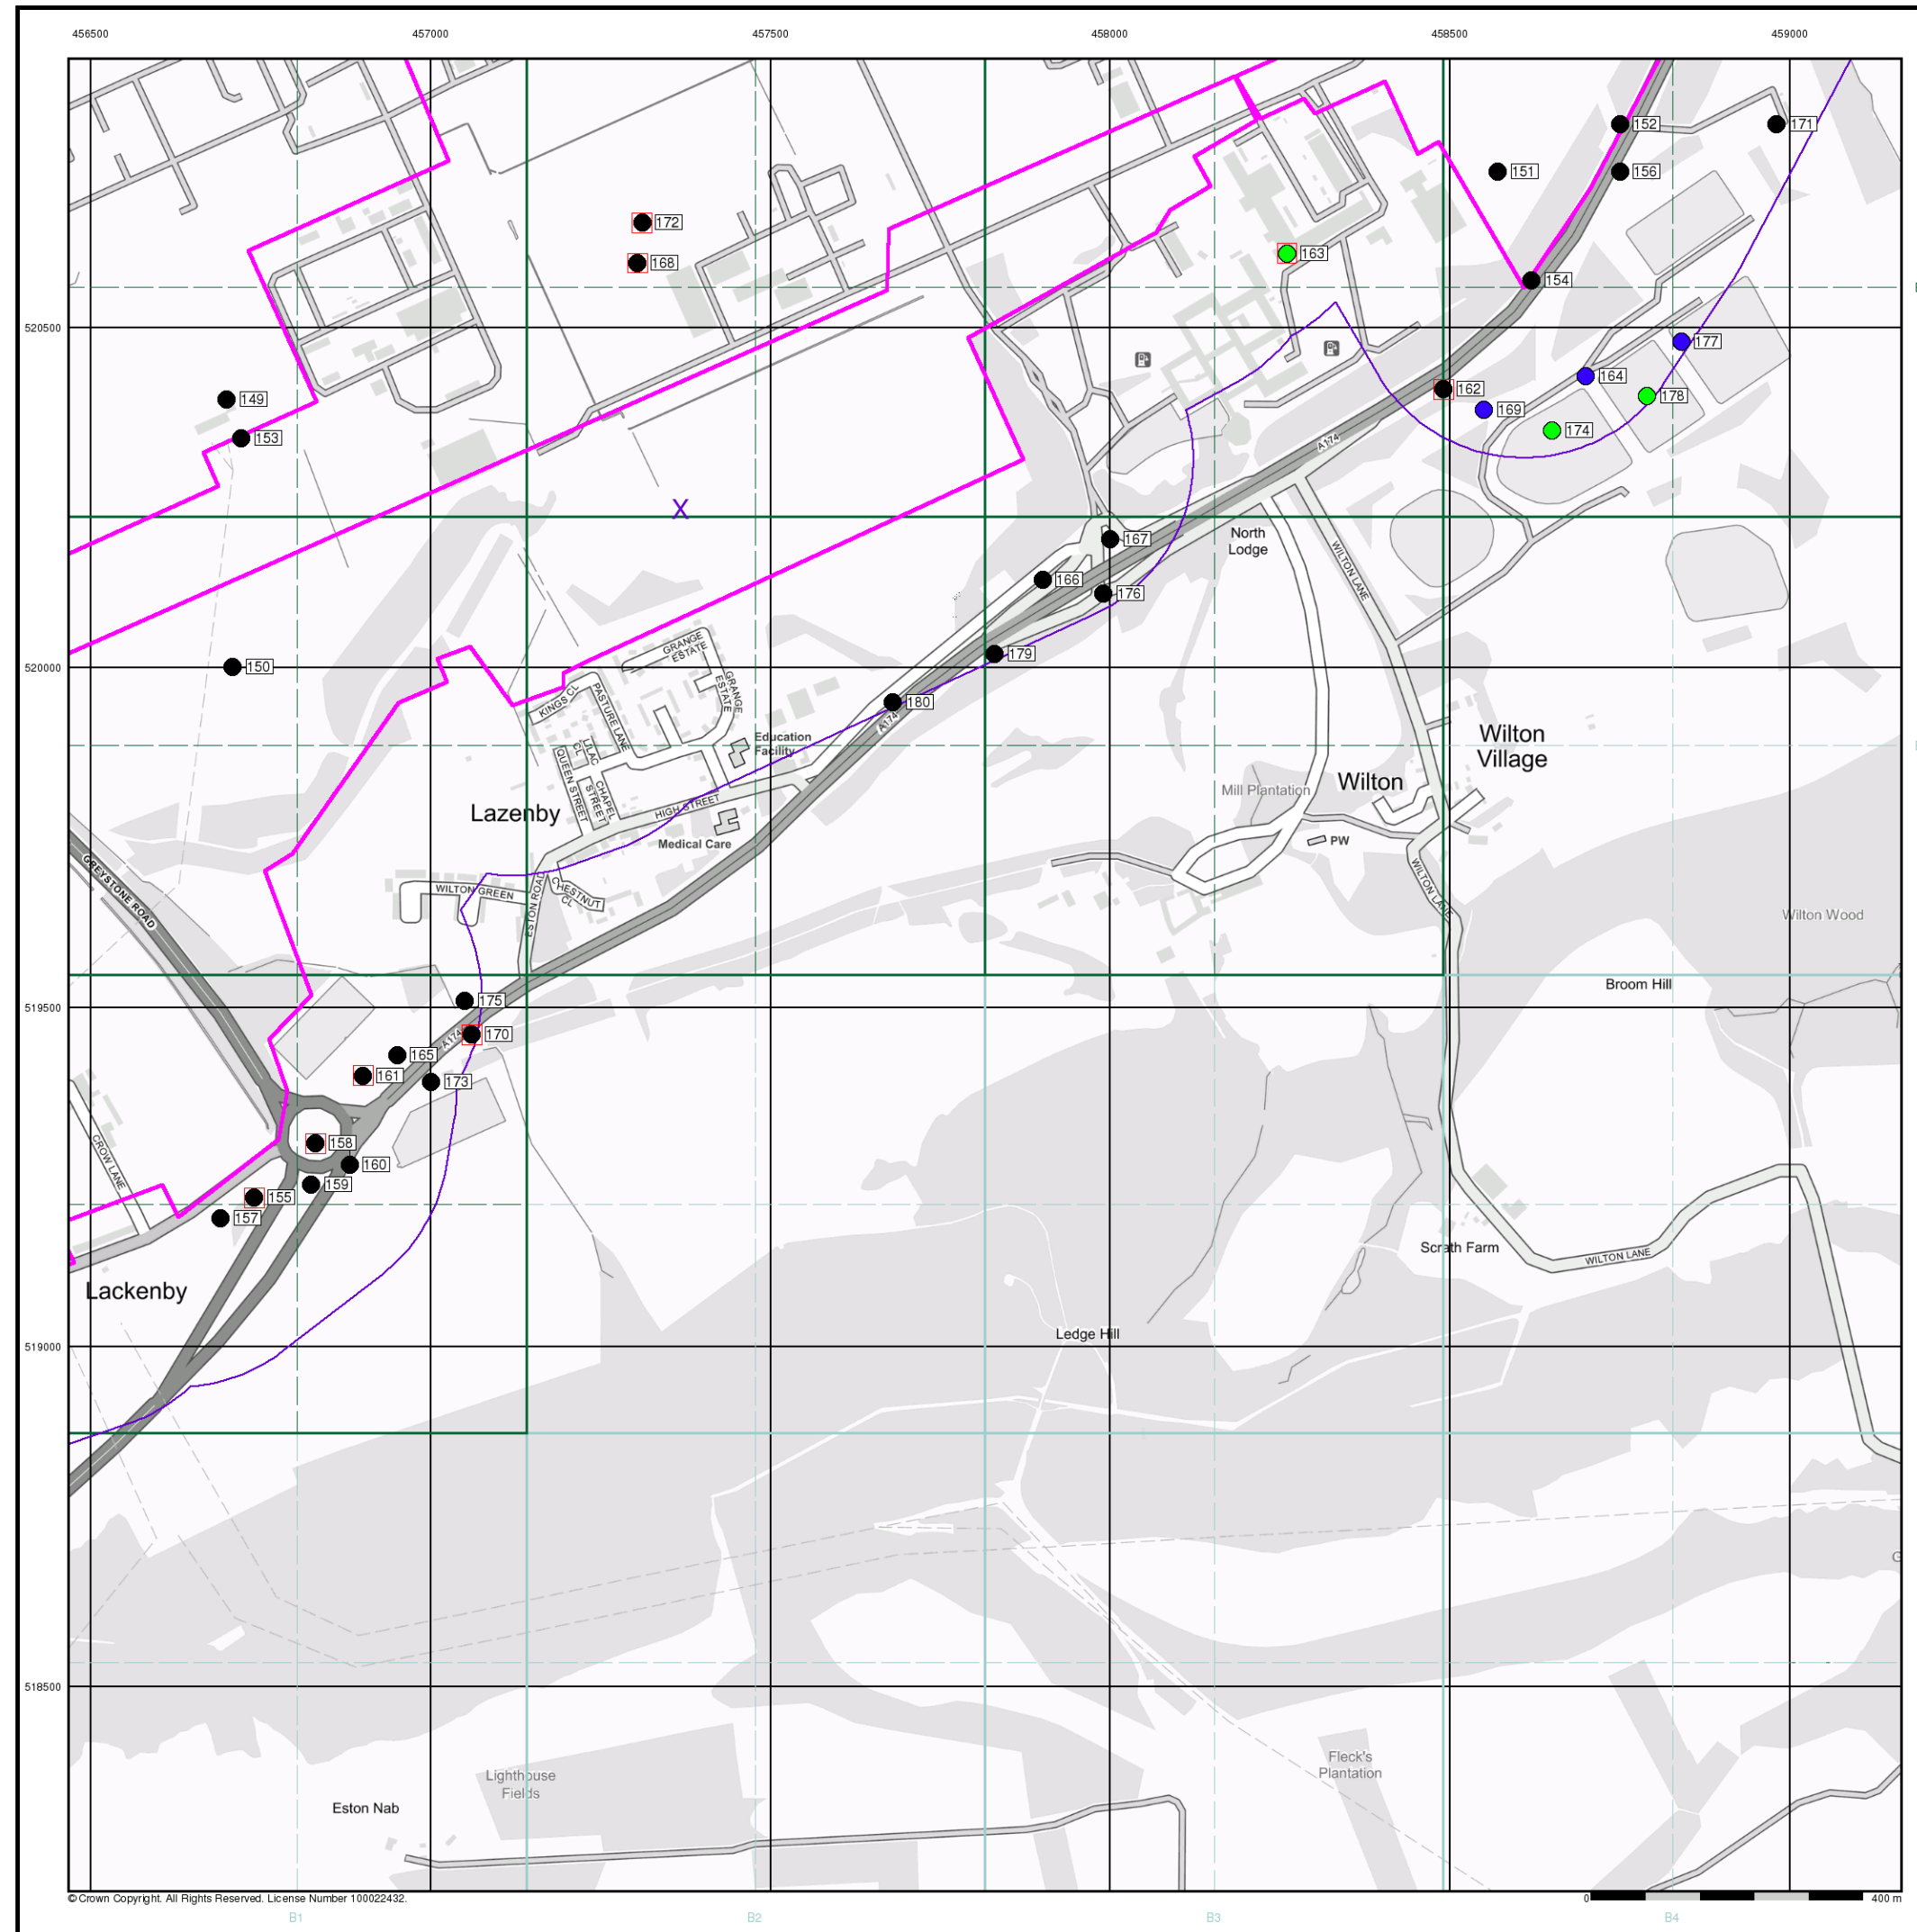 456500
457000
457500
458000
458500
459000
152
171
151
156
172
163
168
154
520500
177
162
164
149
178
169
A174
174
153
X
167
North
Lodge
WILTON LANE
166
176
GRANGE
ESTATE
179
520000
150
GRANGE
ESTATE
KINGS CL
PASTURE LANE
180
A174
Education
Facility
Wilton
Village
LILAC
CL
QUEEN STREET
CHAPEL
STREET
Mill Plantation
Wilton
Lazenby
HIGH STREET
Medical Care
PW
GREYSTONE ROAD
WILTON GREEN
CHESTNUT
CL
ESTON ROAD
WILTON LANE
Wilton Wood
Broom Hill
519500
175
170
A174
165
161
173
158
CROW LANE
160
159
155
157
Scrath Farm
WILTON LANE
Lackenby
Ledge Hill
519000
G
518500
Lighthouse
Fields
Fleck's
Plantation
Eston Nab
© Crown Copyright. All Rights Reserved. License Number 100022432.
0
400 m
B1
B2
B3
B4